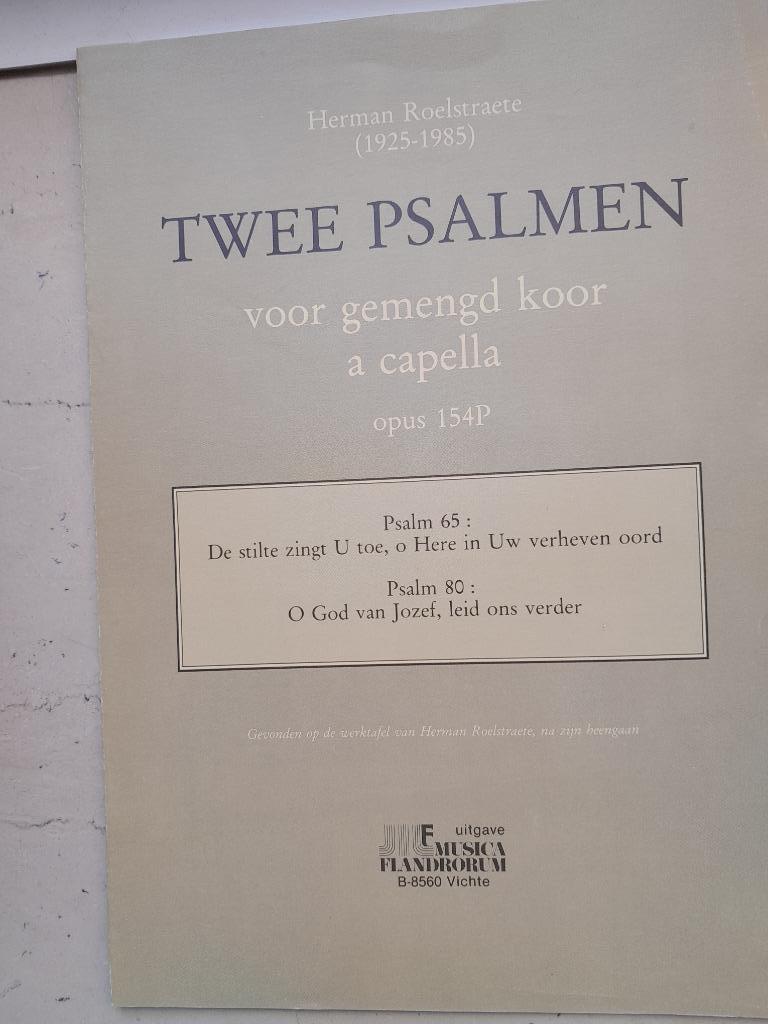 Herman Roelstraete
(1925-1985)
TWEE PSALMEN
voor gemengd koor
a capella
opus 154P
Psalm 65 :
De stilte zingt U toe, o Here in Uw verheven oord
Psalm 80 :
O God van Jozef, leid ons verder
Gevonden op de werktafel van Herman Roelstraete, na zijn heengaan
uitgave
MUSICA
FLANDRORUM
B-8560 Vichte